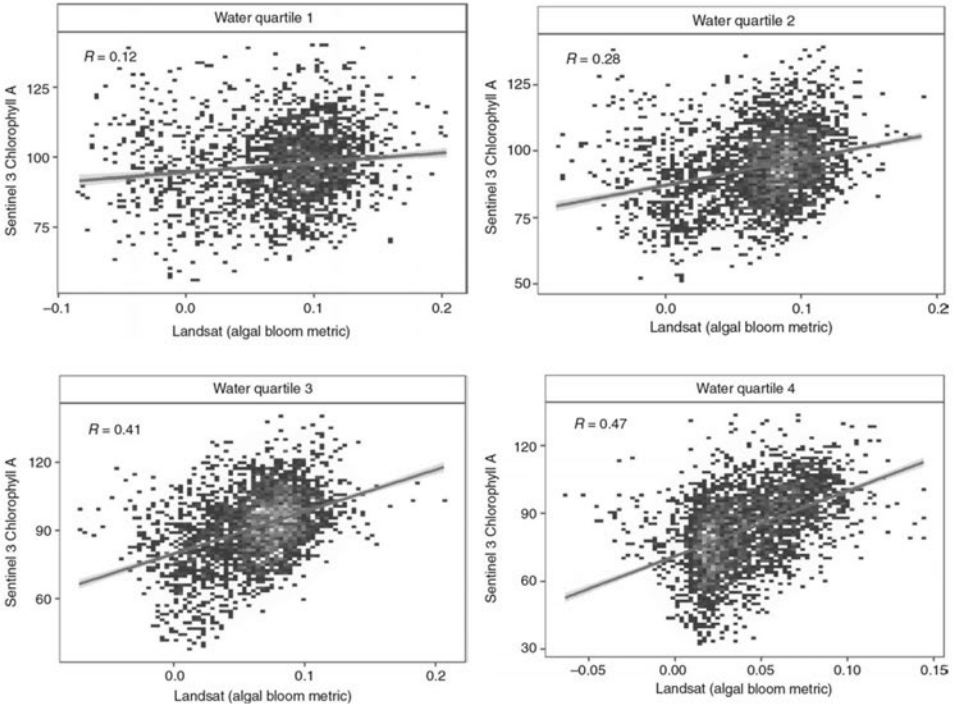 Water quartile 1
R = 0.12
Sentinel 3 Chlorophyll A
125
100
75
−0.1 0.0 0.1 0.2
Landsat (algal bloom metric)
Water quartile 2
R = 0.28
Sentinel 3 Chlorophyll A
125
100
75
50
0.0 0.1 0.2
Landsat (algal bloom metric)
Water quartile 3
R = 0.41
Sentinel 3 Chlorophyll A
120
90
60
0.0 0.1 0.2
Landsat (algal bloom metric)
Water quartile 4
R = 0.47
Sentinel 3 Chlorophyll A
120
90
60
30
−0.05 0.00 0.05 0.10 0.15
Landsat (algal bloom metric)